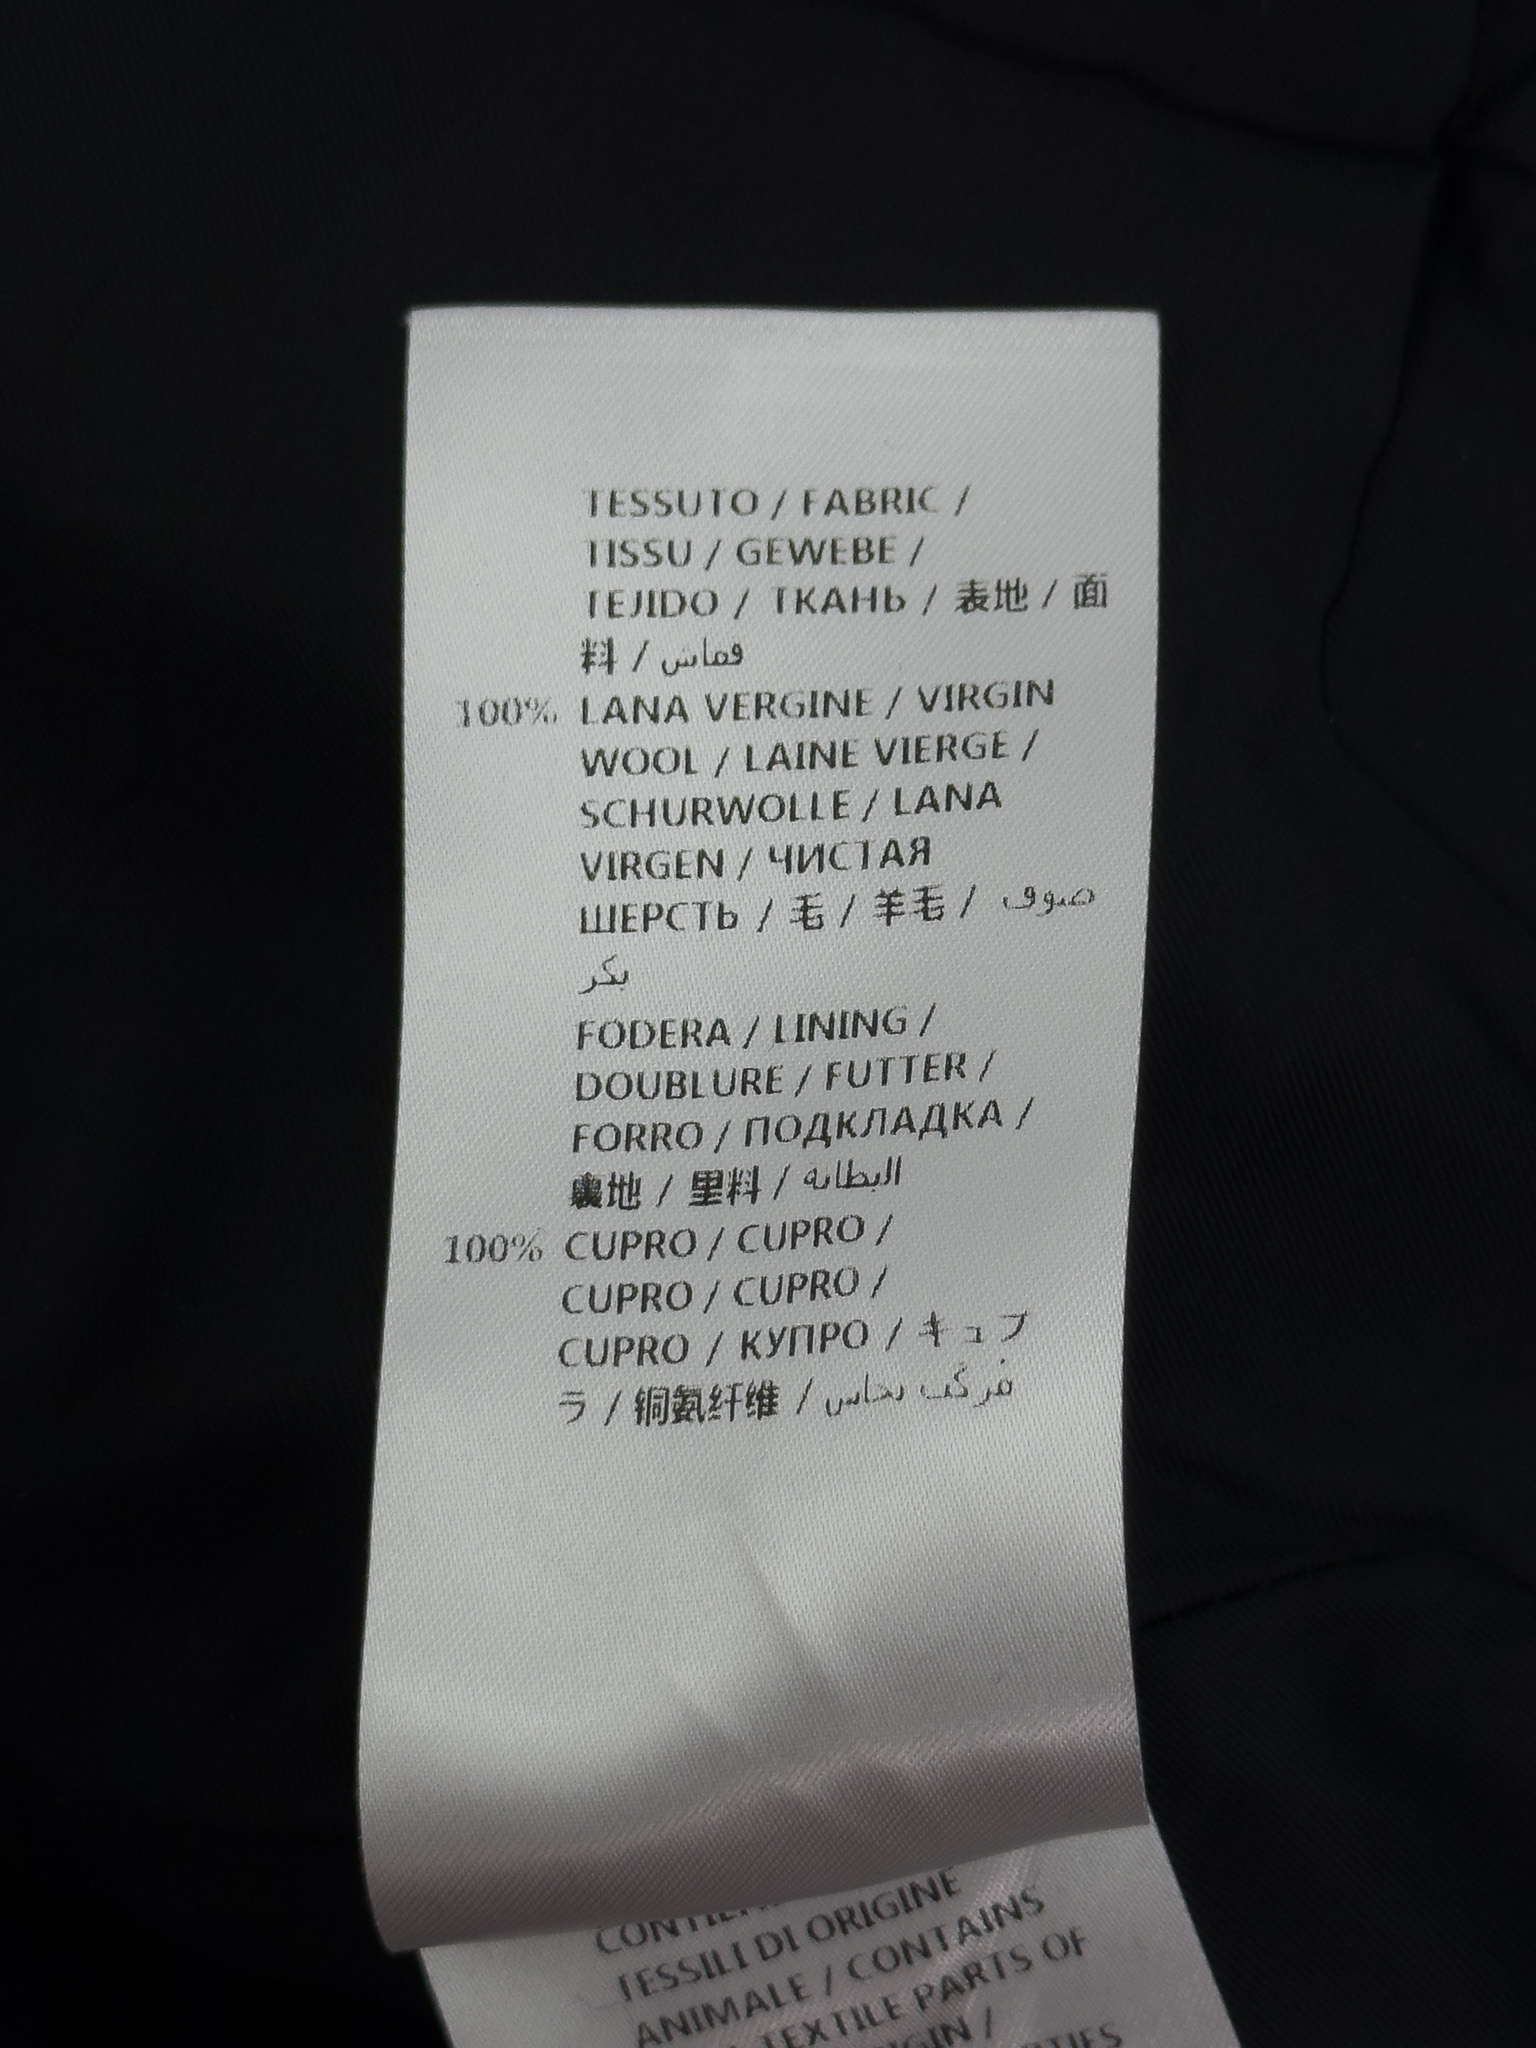 TESSUTO / FABRIC /
TISSU / GEWEBE /
TEJIDO / ТКАНЬ / 表地 / 面
料 / قماش
100% LANA VERGINE / VIRGIN
WOOL / LAINE VIERGE /
SCHURWOLLE / LANA
VIRGEN / ЧИСТАЯ
ШЕРСТЬ / 毛 / 羊毛 / صوف
بكر
FODERA / LINING /
DOUBLURE / FUTTER /
FORRO / ПОДКЛАДКА /
裏地 / 里料 / البطانه
100% CUPRO / CUPRO /
CUPRO / CUPRO /
CUPRO / КУПРО / キュプ
ラ / 铜氨纤维 / مركب نحاس
TESSILI DI ORIGINE
ANIMALE / CONTAINS
TEXTILE PARTS OF